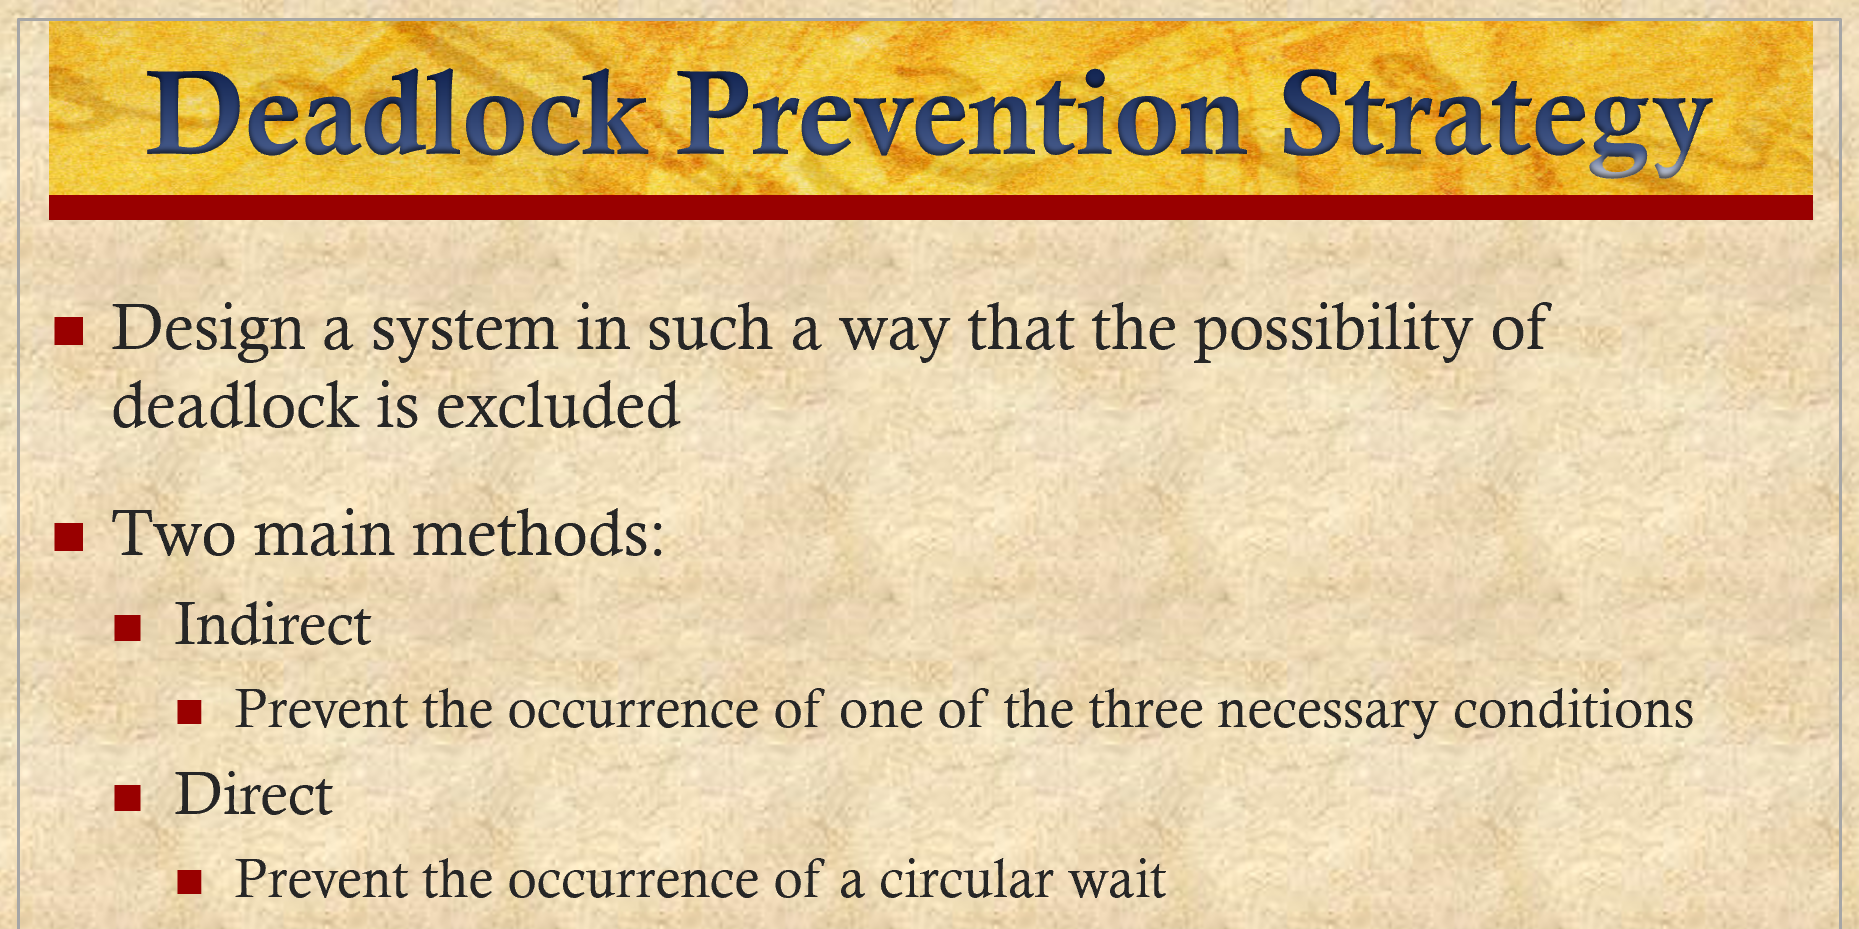 Deadlock Prevention Strategy
Design a system in such a way that the possibility of
deadlock is excluded
Two main methods:
Indirect
Prevent the occurrence of one of the three necessary conditions
Direct
Prevent the occurrence of a circular wait